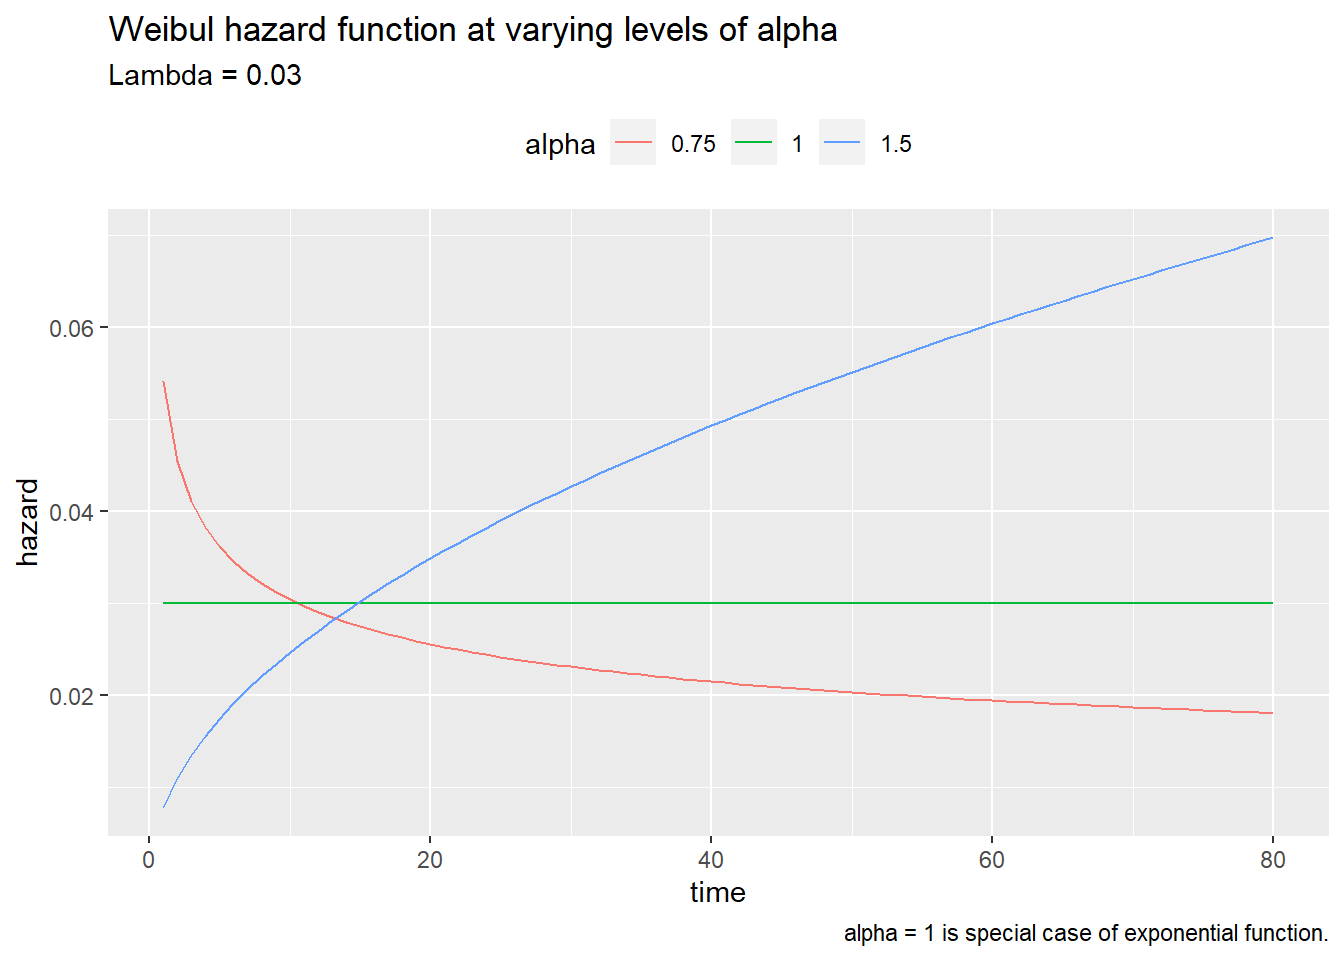 Weibul hazard function at varying levels of alpha
Lambda = 0.03
alpha 0.75 1 1.5
0.06
0.04
0.02
hazard
0 20 40 60 80
time
alpha = 1 is special case of exponential function.